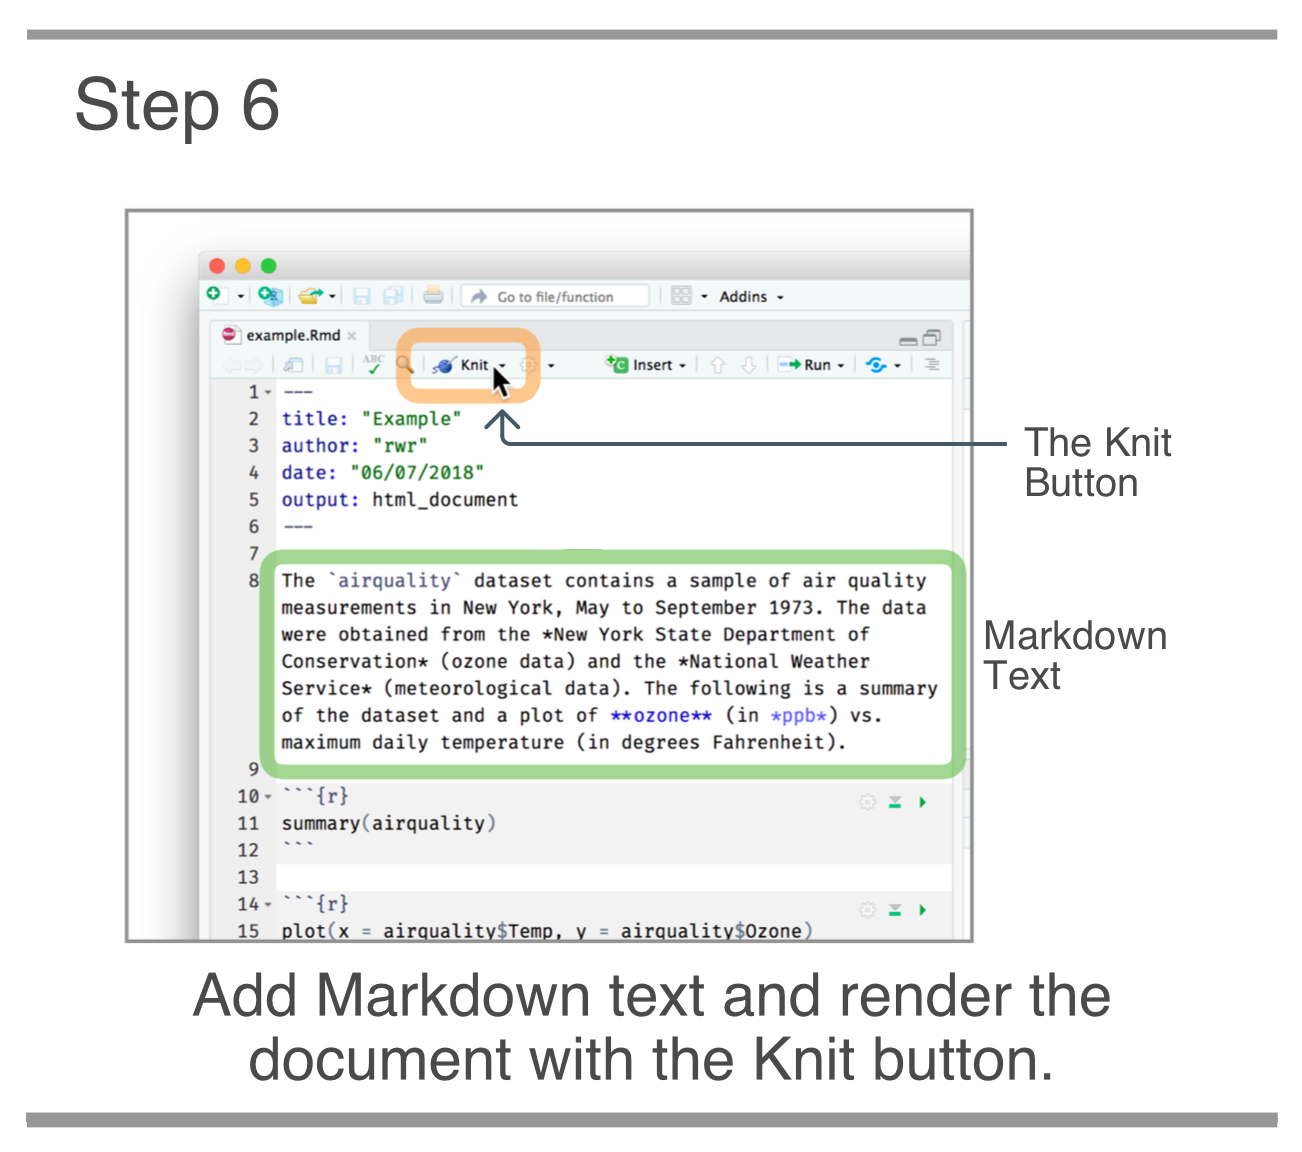 Step 6
Go to file/function
Addins
example.Rmd
ABC
Knit
Insert
Run
1 ---
2 title: "Example"
3 author: "rwr"
4 date: "06/07/2018"
5 output: html_document
6 ---
7
8 The `airquality` dataset contains a sample of air quality
measurements in New York, May to September 1973. The data
were obtained from the *New York State Department of
Conservation* (ozone data) and the *National Weather
Service* (meteorological data). The following is a summary
of the dataset and a plot of **ozone** (in *ppb*) vs.
maximum daily temperature (in degrees Fahrenheit).
9
10 ```{r}
11 summary(airquality)
12 ```
13
14 ```{r}
15 plot(x = airquality$Temp, y = airquality$Ozone)
The Knit
Button
Markdown
Text
Add Markdown text and render the
document with the Knit button.